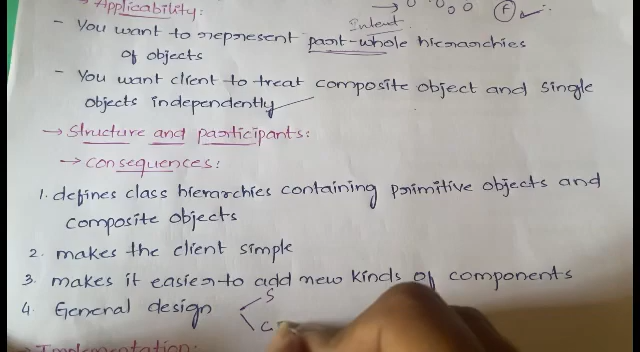 → Applicability:
Intent
- You want to represent part-whole hierarchies
of objects
- You want client to treat composite object and single
objects independently
→ Structure and participants:
→ consequences:
1. defines class hierarchies containing primitive objects and
composite objects
2. makes the client simple
3. makes it easier to add new kinds of components
4. General design
S
C
→ Implementation: